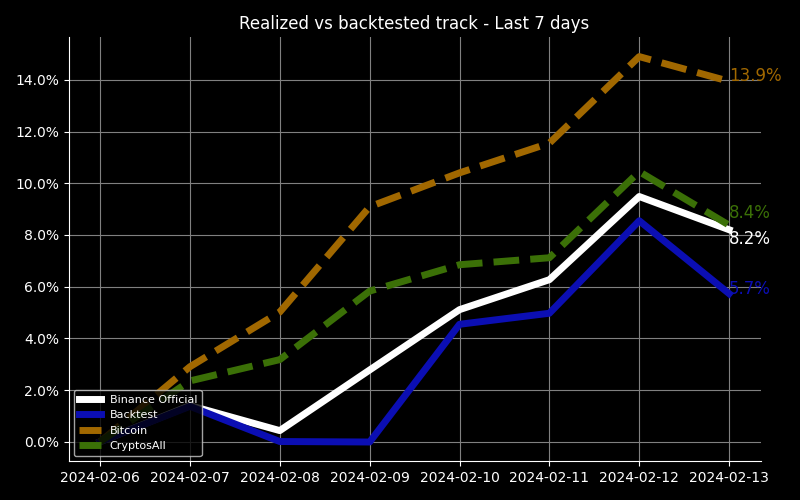 Realized vs backtested track - Last 7 days
14.0%
12.0%
10.0%
8.0%
6.0%
4.0%
2.0%
0.0%
13.9%
8.4%
8.2%
5.7%
Binance Official
Backtest
Bitcoin
CryptosAll
2024-02-06 2024-02-07 2024-02-08 2024-02-09 2024-02-10 2024-02-11 2024-02-12 2024-02-13